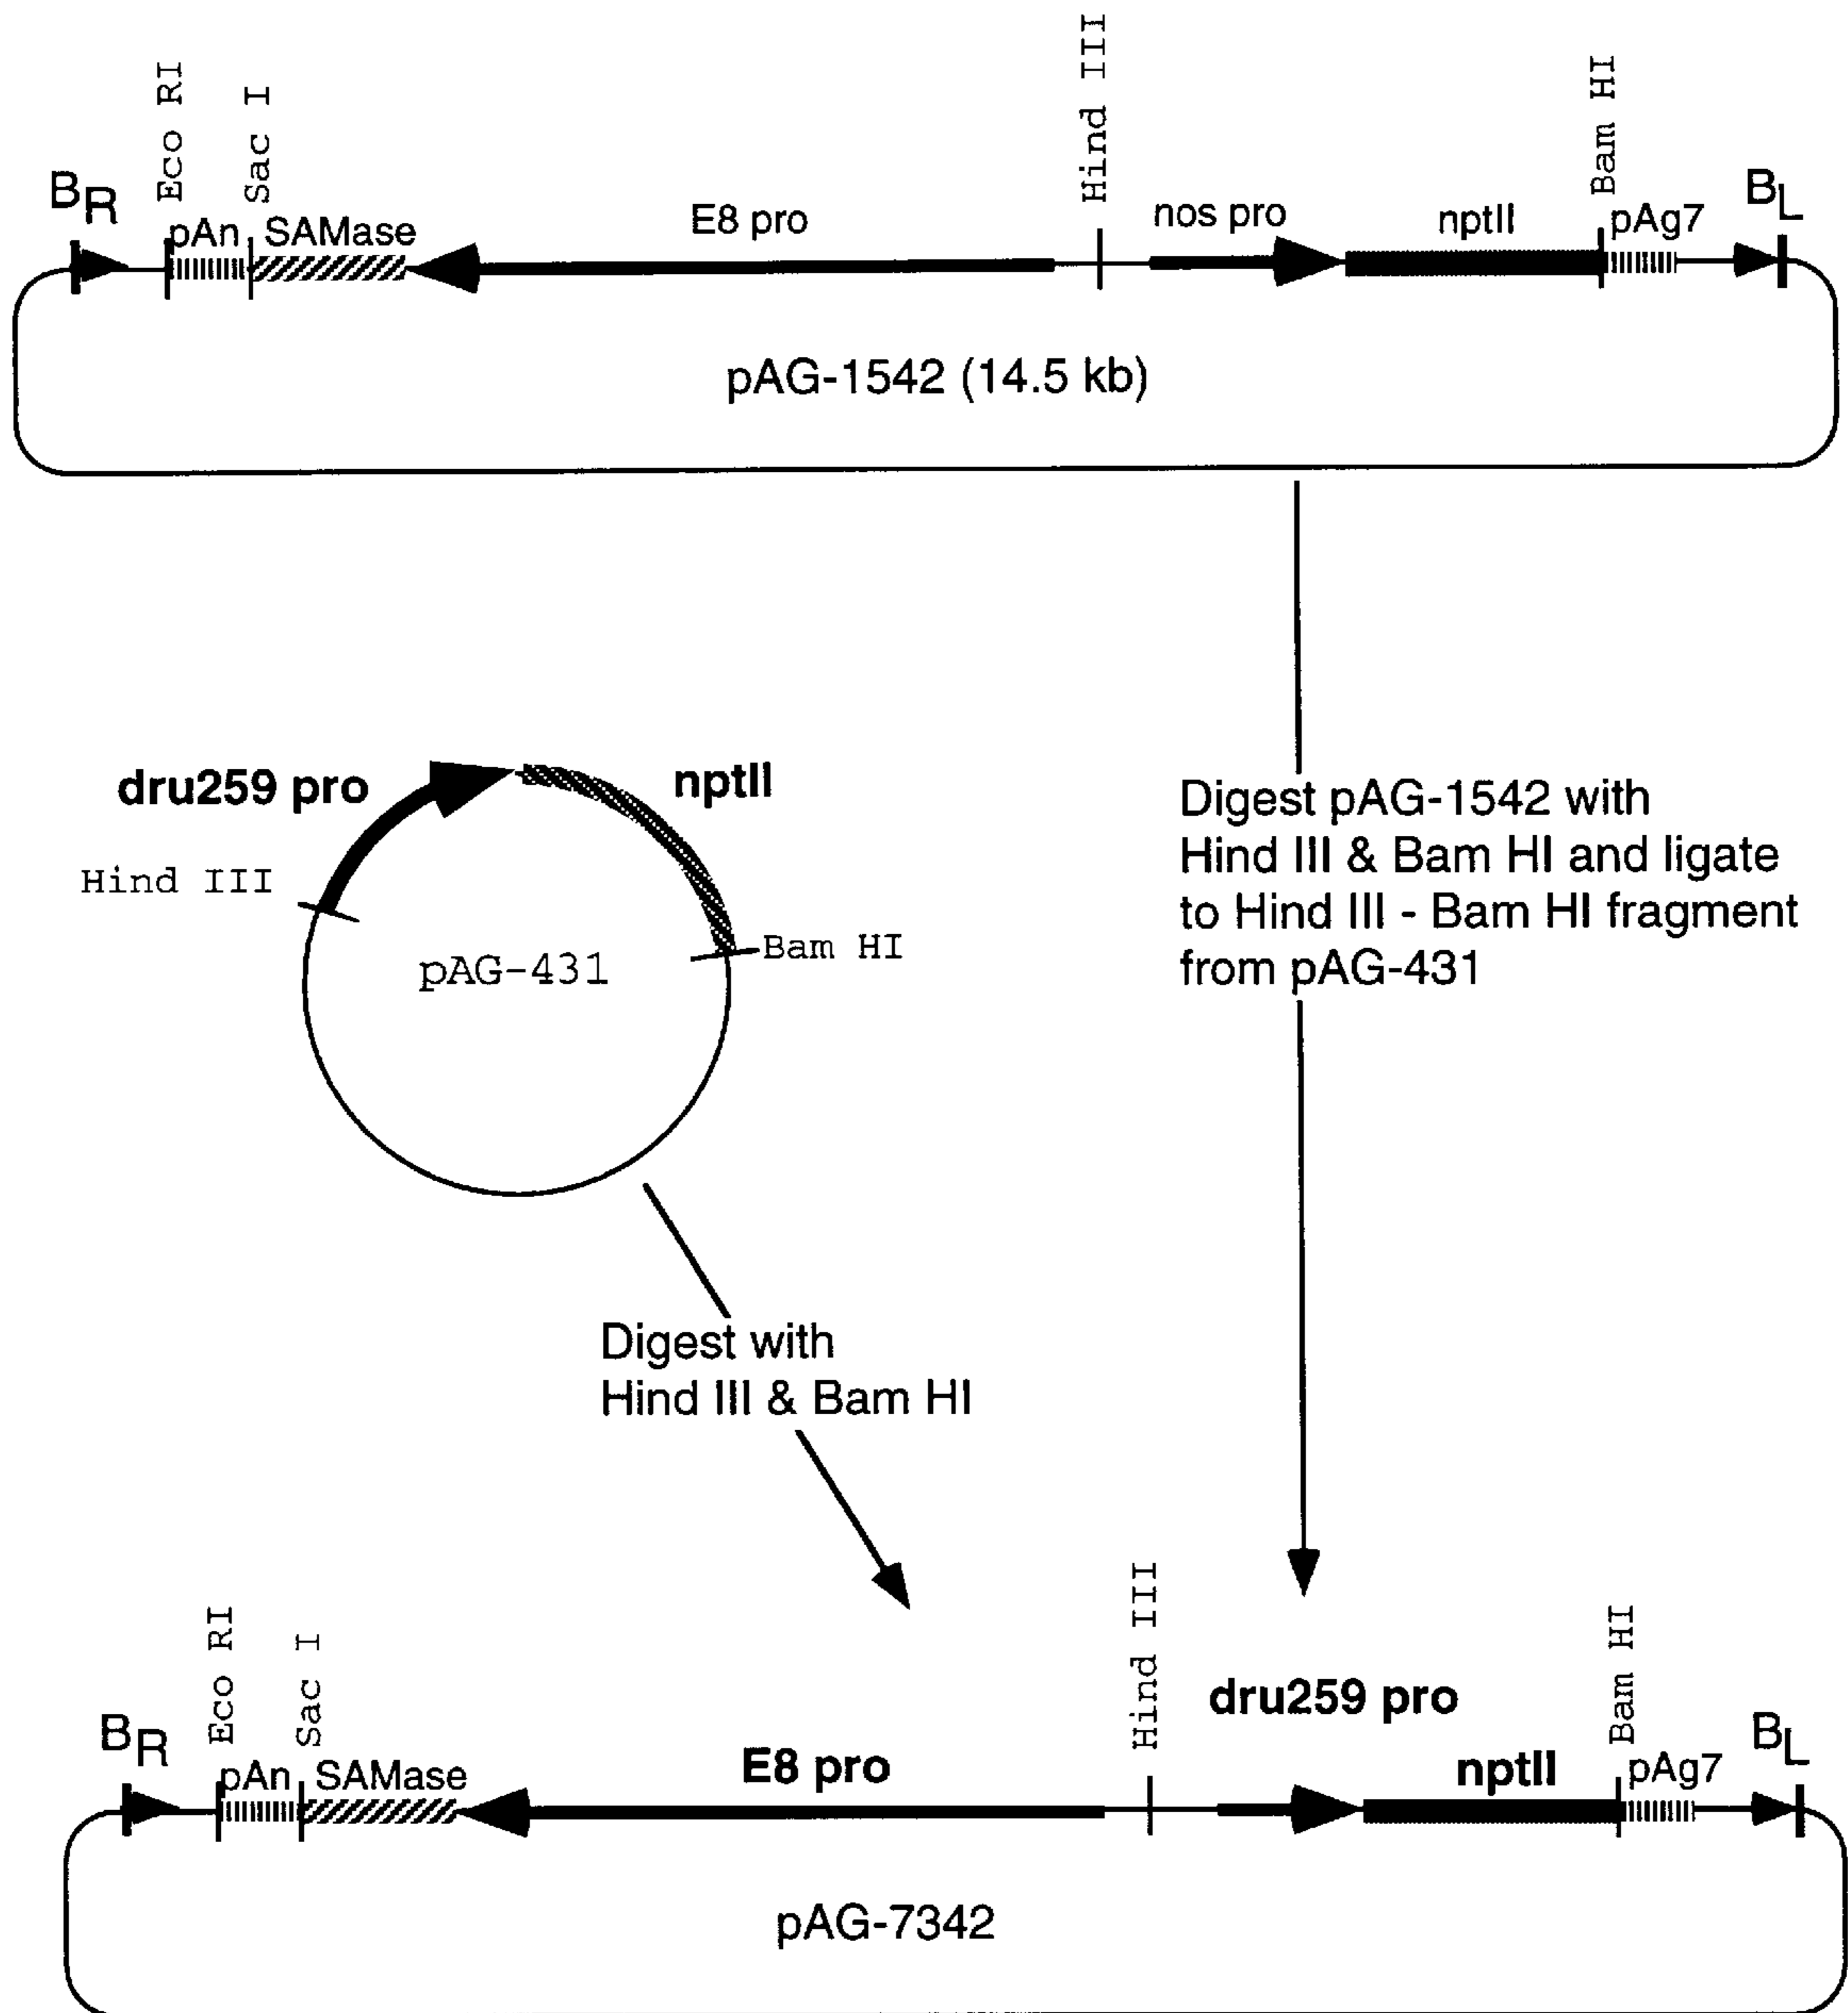 Eco RI
Sac I
Hind III
Bam HI
BR
pAn
SAMase
E8 pro
nos pro
nptII
pAg7
BL
pAG-1542 (14.5 kb)
dru259 pro
nptII
Hind III
Bam HI
pAG-431
Digest pAG-1542 with
Hind III & Bam HI and ligate
to Hind III - Bam HI fragment
from pAG-431
Digest with
Hind III & Bam HI
Eco RI
Sac I
Hind III
dru259 pro
Bam HI
BR
pAn
SAMase
E8 pro
nptII
pAg7
BL
pAG-7342